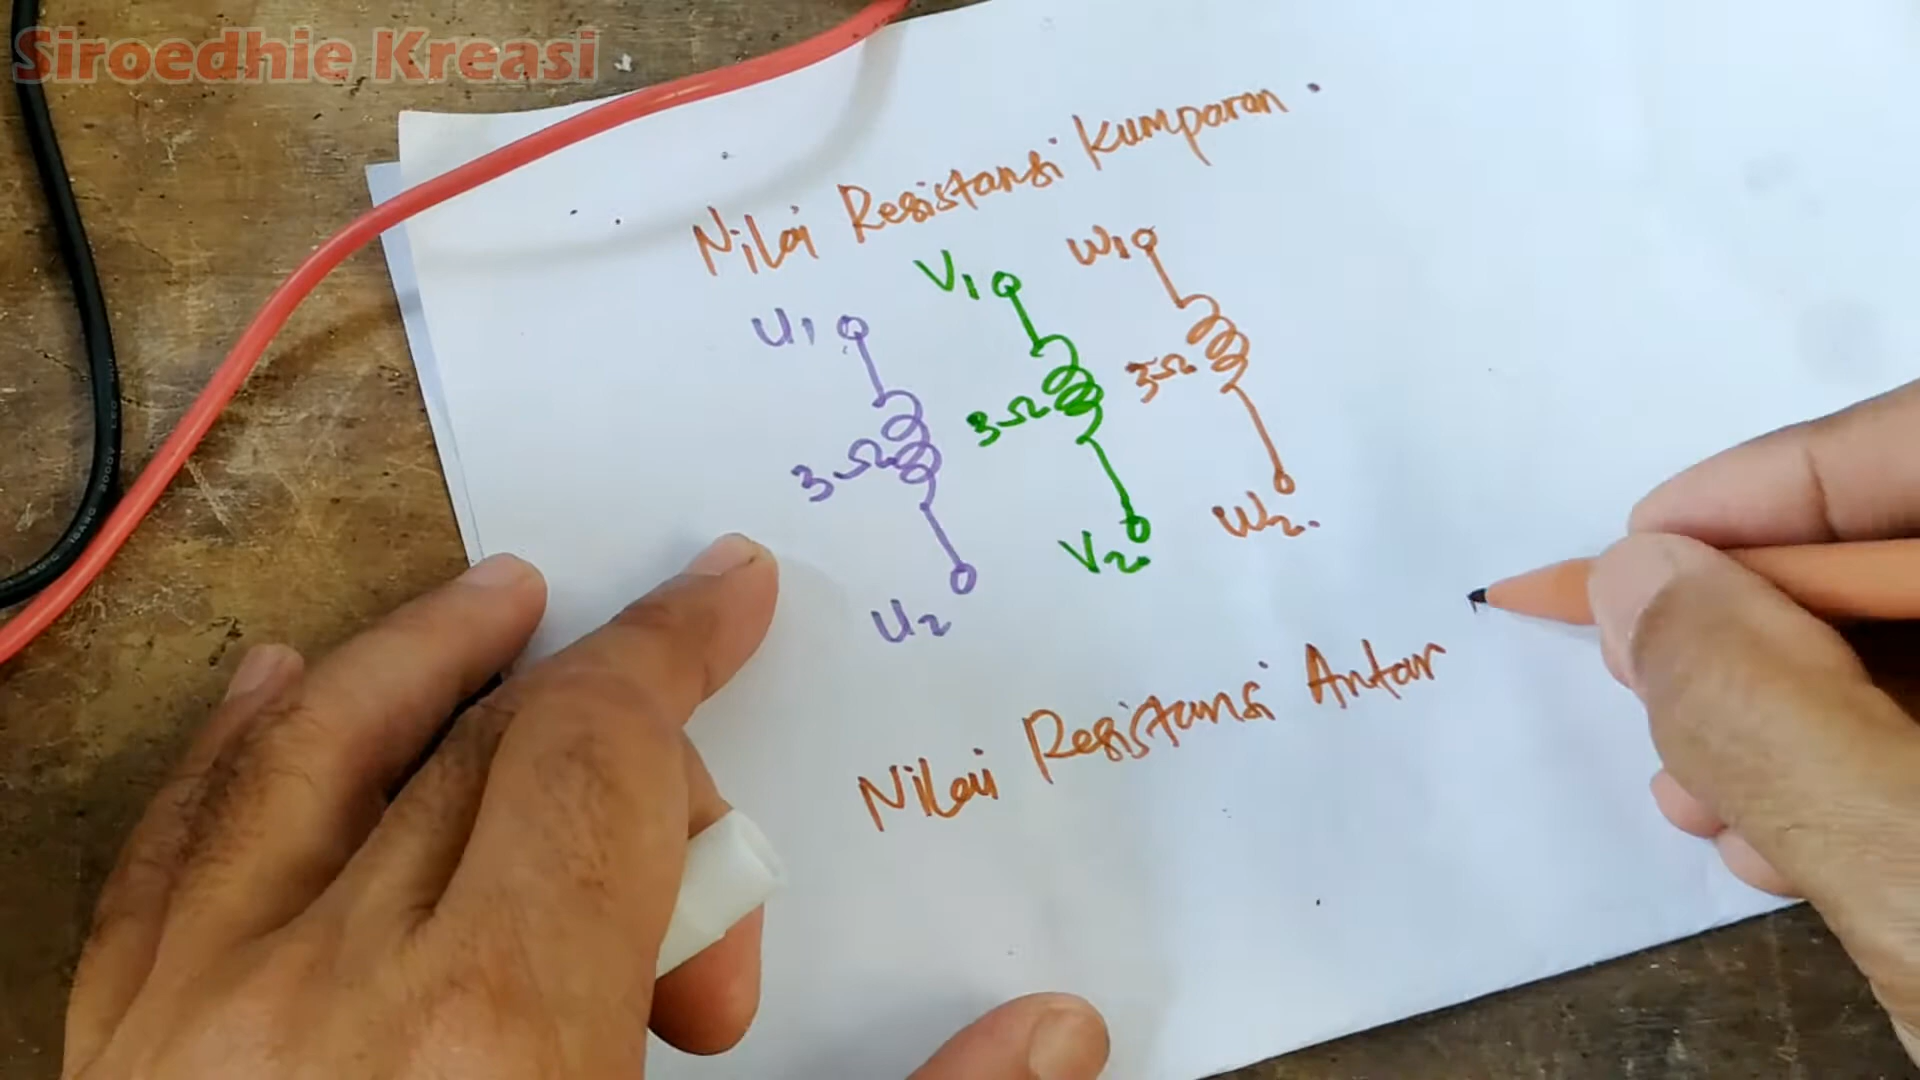 Siroedhie Kreasi
Nilai Resistansi Kumparan
U1 V1 W1
3Ω 3Ω 3Ω
U2 V2 W2
Nilai Resistansi Antar